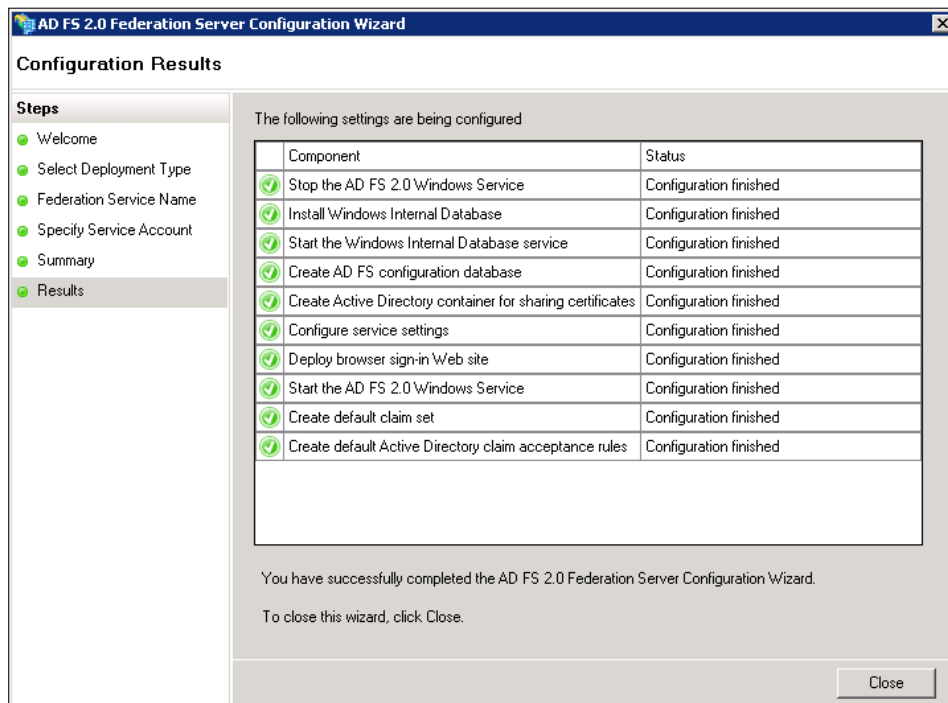 AD FS 2.0 Federation Server Configuration Wizard
Configuration Results
Steps
Welcome
Select Deployment Type
Federation Service Name
Specify Service Account
Summary
Results
The following settings are being configured
Component Status
Stop the AD FS 2.0 Windows Service Configuration finished
Install Windows Internal Database Configuration finished
Start the Windows Internal Database service Configuration finished
Create AD FS configuration database Configuration finished
Create Active Directory container for sharing certificates Configuration finished
Configure service settings Configuration finished
Deploy browser sign-in Web site Configuration finished
Start the AD FS 2.0 Windows Service Configuration finished
Create default claim set Configuration finished
Create default Active Directory claim acceptance rules Configuration finished
You have successfully completed the AD FS 2.0 Federation Server Configuration Wizard.
To close this wizard, click Close.
Close